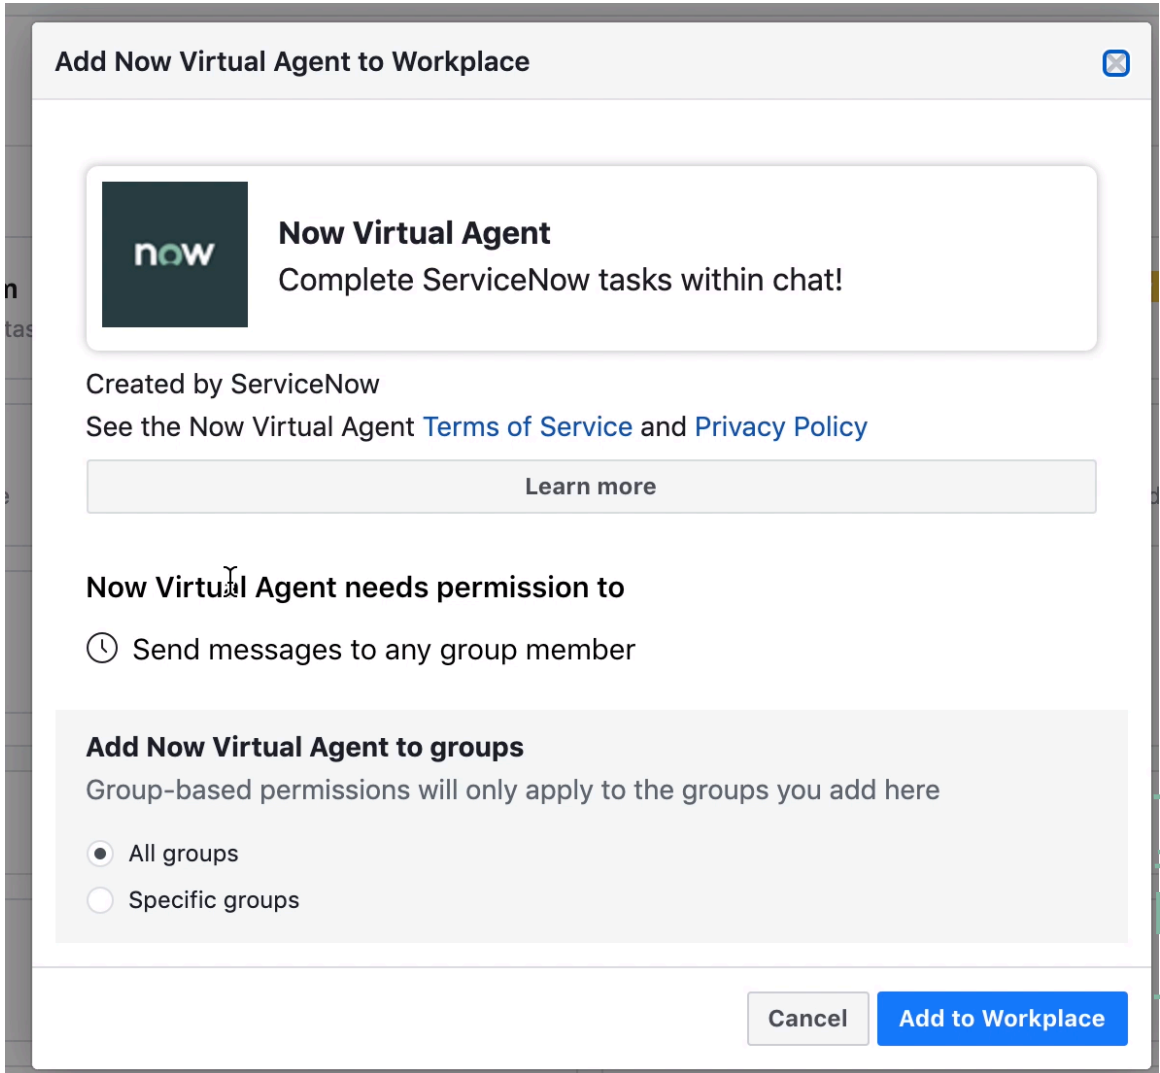 Add Now Virtual Agent to Workplace
now
Now Virtual Agent
Complete ServiceNow tasks within chat!
Created by ServiceNow
See the Now Virtual Agent Terms of Service and Privacy Policy
Learn more
Now Virtual Agent needs permission to
Send messages to any group member
Add Now Virtual Agent to groups
Group-based permissions will only apply to the groups you add here
All groups
Specific groups
Cancel
Add to Workplace